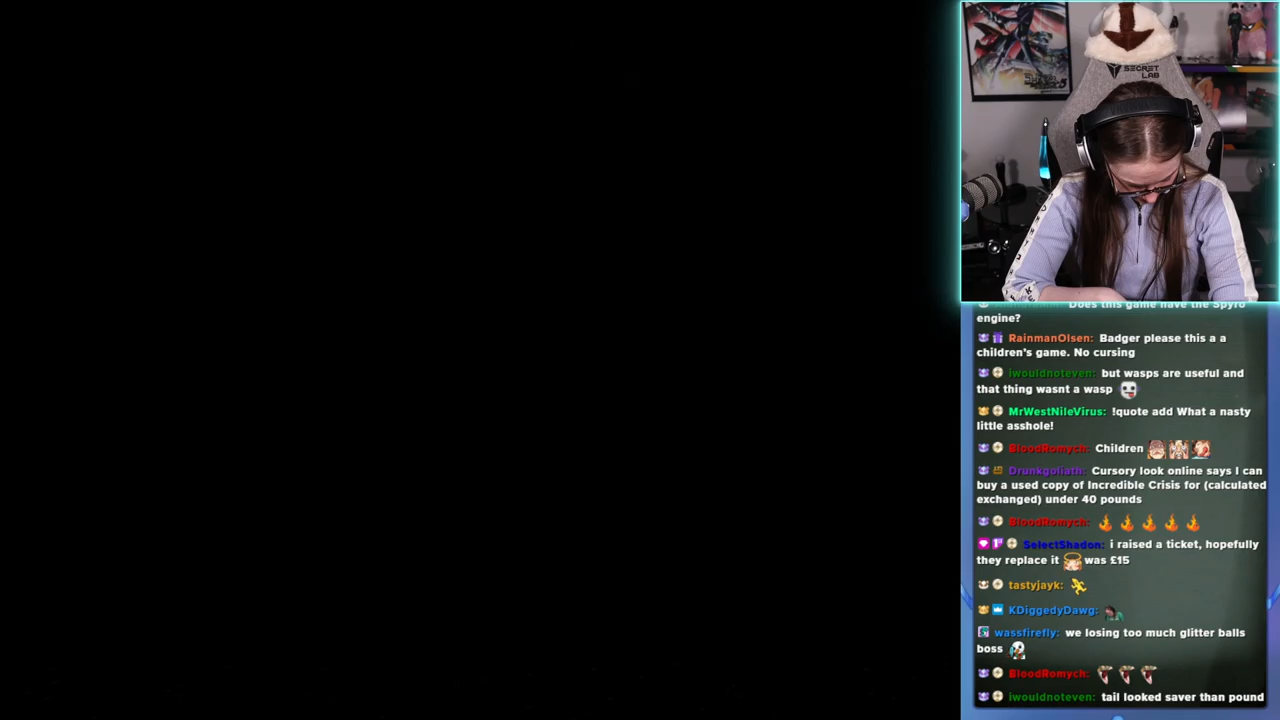 SECRET
LAB
Does this game have the Spyro
engine?
RainmanOlsen: Badger please this a a
children's game. No cursing
iwouldnoteven: but wasps are useful and
that thing wasnt a wasp
MrWestNileVirus: !quote add What a nasty
little asshole!
BloodRomych: Children
Drunkgoliath: Cursory look online says I can
buy a used copy of Incredible Crisis for (calculated
exchanged) under 40 pounds
BloodRomych:
SelectShadon: i raised a ticket, hopefully
they replace it was £15
tastyjayk:
KDiggedyDawg:
wassfirefly: we losing too much glitter balls
boss
BloodRomych:
iwouldnoteven: tail looked saver than pound